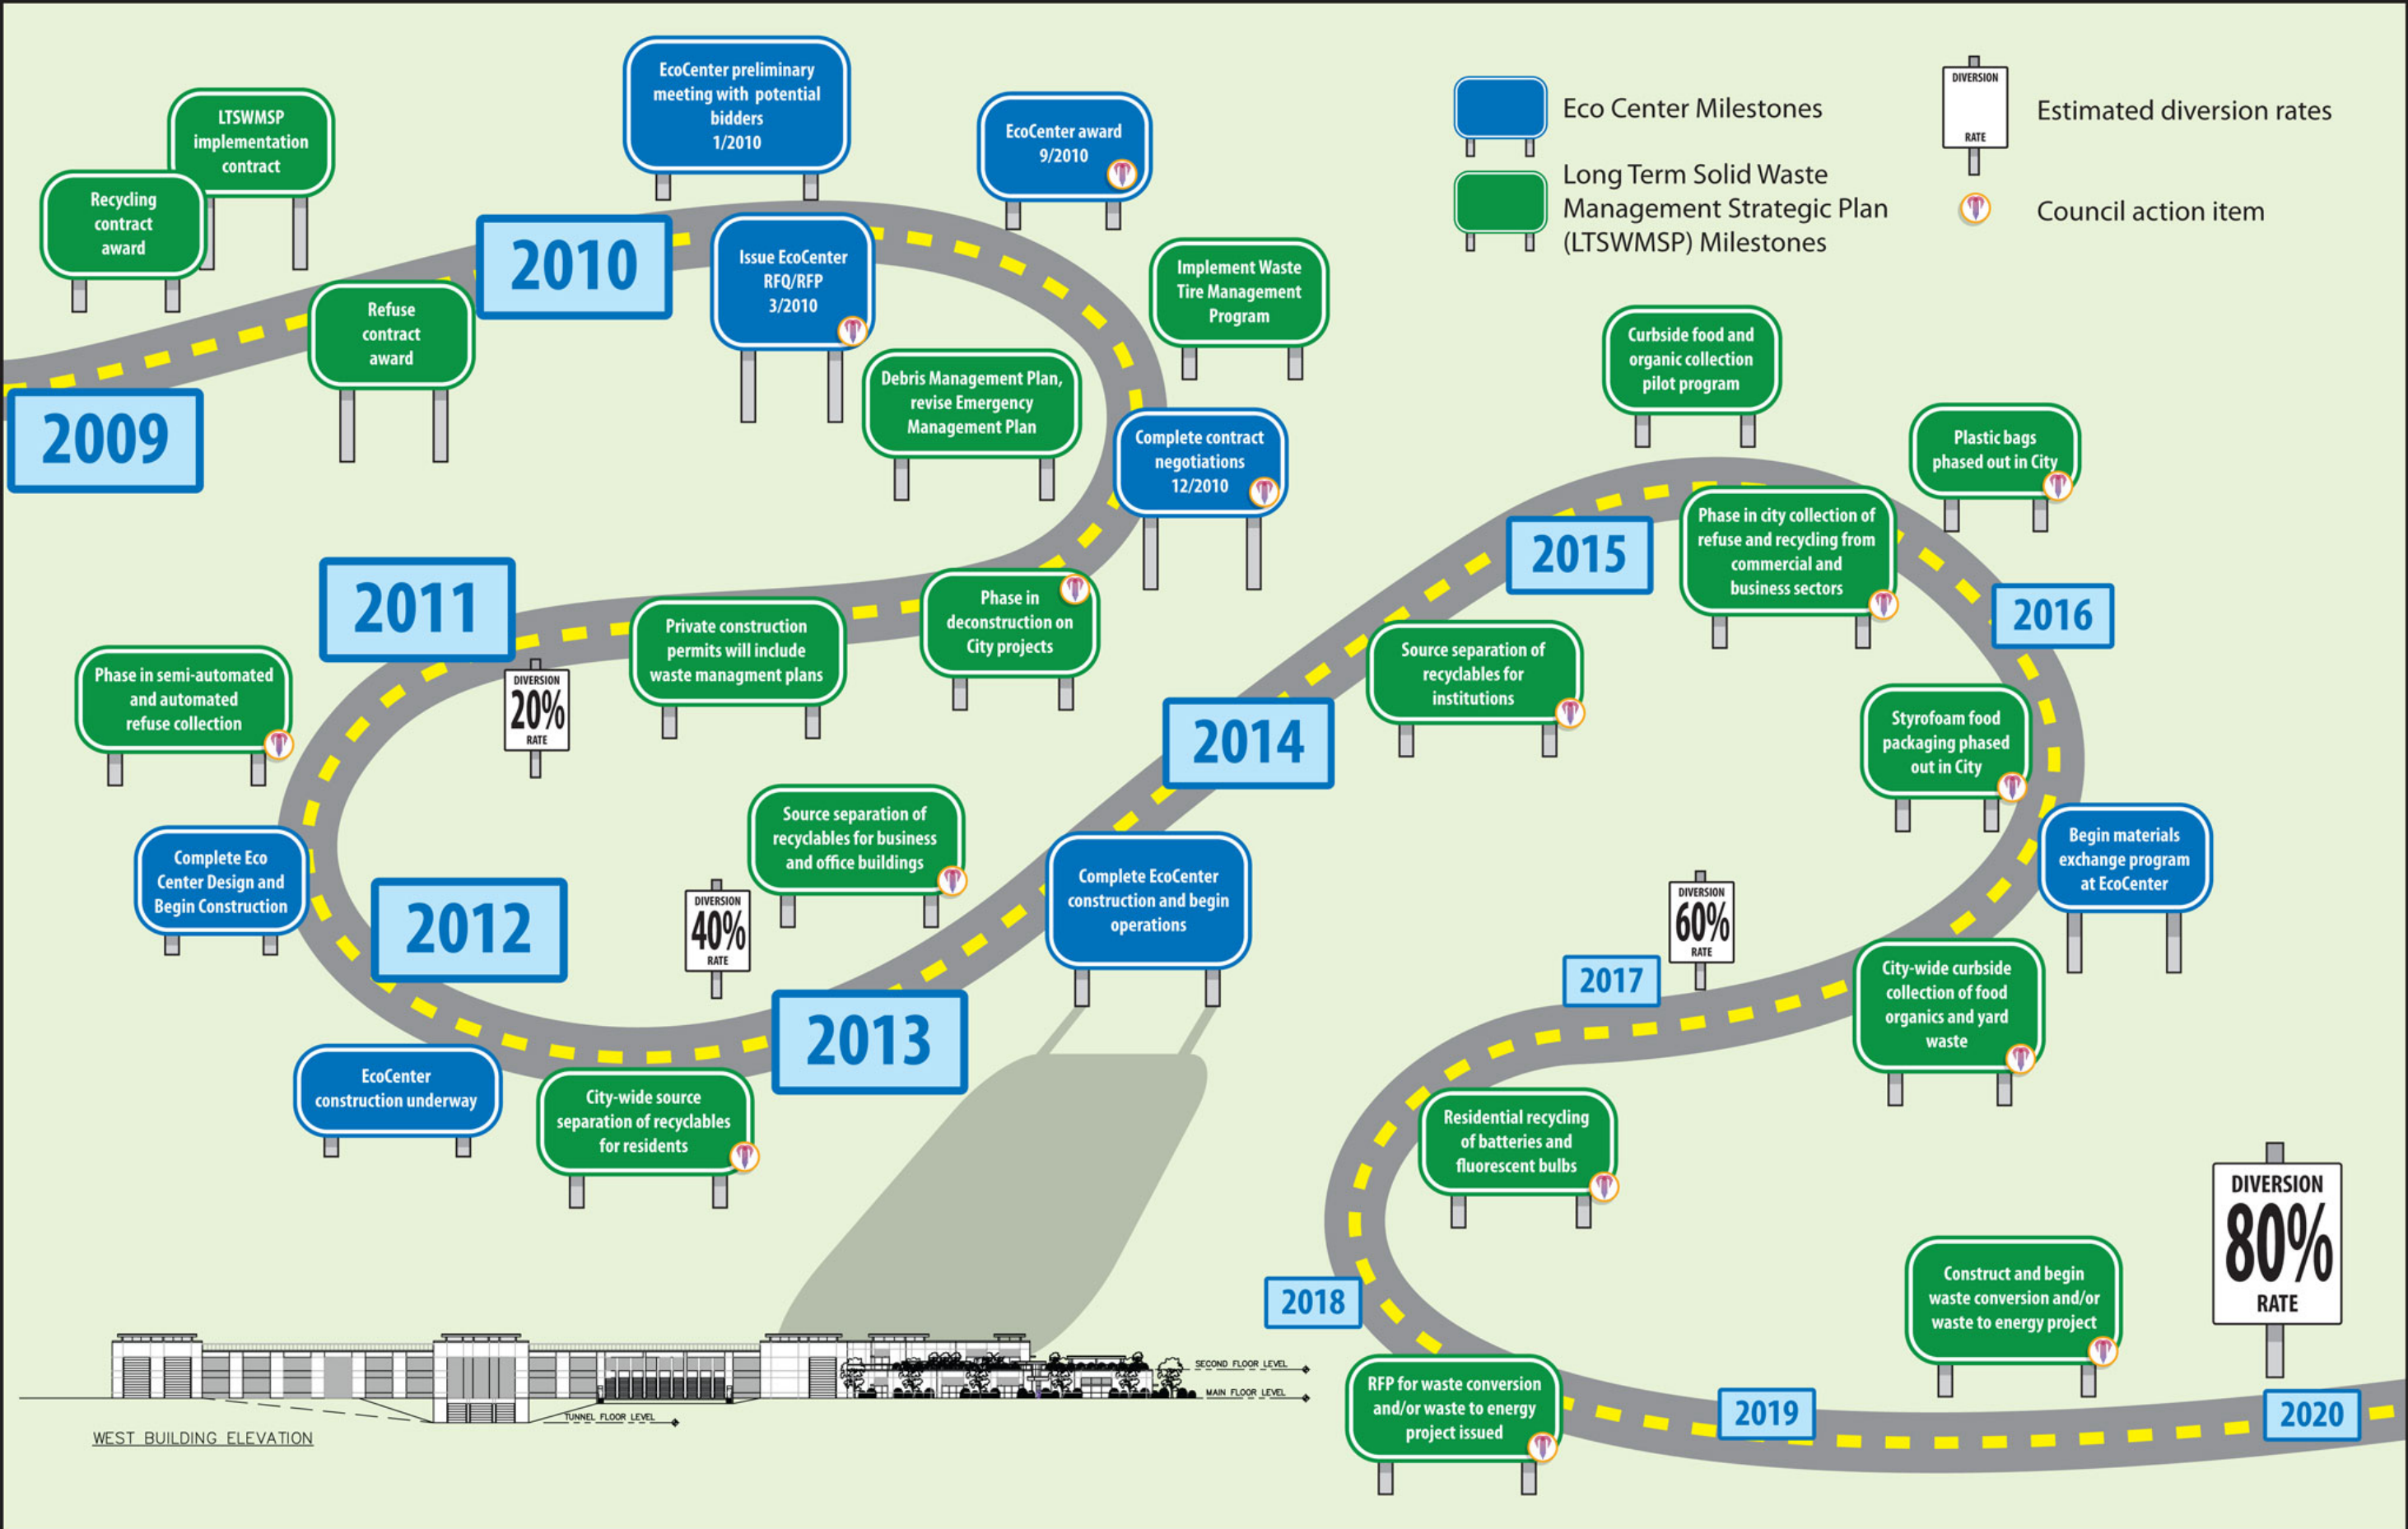 LTSWMSP
implementation
contract
Recycling
contract
award
2009
Refuse
contract
award
2010
EcoCenter preliminary
meeting with potential
bidders
1/2010
Issue EcoCenter
RFQ/RFP
3/2010
EcoCenter award
9/2010
Implement Waste
Tire Management
Program
Debris Management Plan,
revise Emergency
Management Plan
Complete contract
negotiations
12/2010
Eco Center Milestones
Long Term Solid Waste
Management Strategic Plan
(LTSWMSP) Milestones
DIVERSION
RATE
Estimated diversion rates
Council action item
Phase in
deconstruction on
City projects
Private construction
permits will include
waste managment plans
2011
DIVERSION
20%
RATE
Phase in semi-automated
and automated
refuse collection
Complete Eco
Center Design and
Begin Construction
2012
EcoCenter
construction underway
City-wide source
separation of recyclables
for residents
DIVERSION
40%
RATE
Source separation of
recyclables for business
and office buildings
2013
Complete EcoCenter
construction and begin
operations
2014
Source separation of
recyclables for
institutions
2015
Curbside food and
organic collection
pilot program
Phase in city collection of
refuse and recycling from
commercial and
business sectors
Plastic bags
phased out in City
2016
Styrofoam food
packaging phased
out in City
Begin materials
exchange program
at EcoCenter
City-wide curbside
collection of food
organics and yard
waste
DIVERSION
60%
RATE
2017
Residential recycling
of batteries and
fluorescent bulbs
2018
RFP for waste conversion
and/or waste to energy
project issued
2019
Construct and begin
waste conversion and/or
waste to energy project
DIVERSION
80%
RATE
2020
SECOND FLOOR LEVEL
MAIN FLOOR LEVEL
TUNNEL FLOOR LEVEL
WEST BUILDING ELEVATION